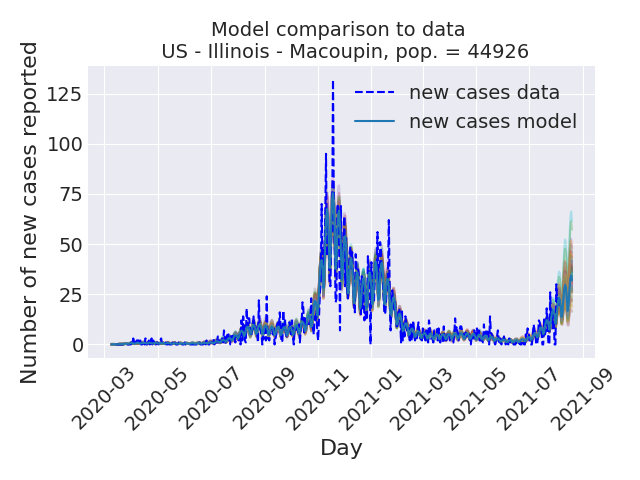 Model comparison to data
US - Illinois - Macoupin, pop. = 44926
Number of new cases reported
125
100
75
50
25
0
new cases data
new cases model
2020-03
2020-05
2020-07
2020-09
2020-11
2021-01
2021-03
2021-05
2021-07
2021-09
Day